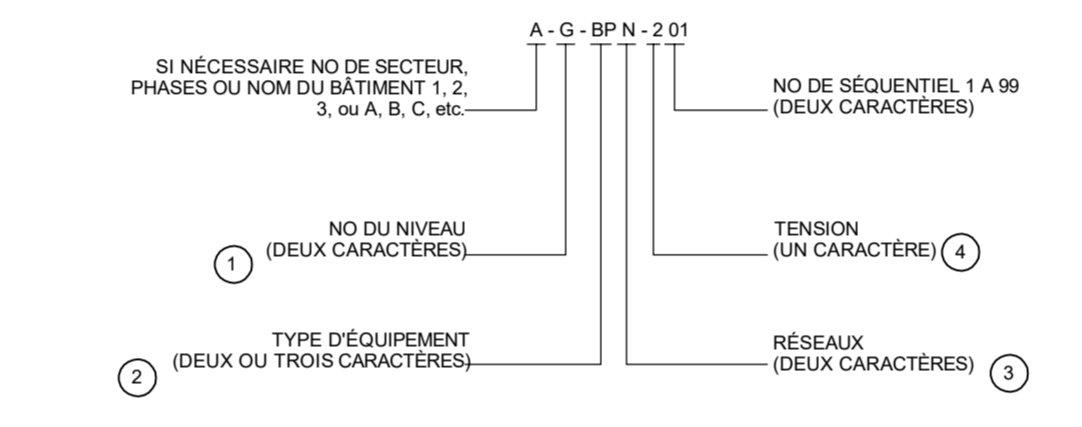 A - G - BP N - 2 01
SI NÉCESSAIRE NO DE SECTEUR,
PHASES OU NOM DU BÂTIMENT 1, 2,
3, ou A, B, C, etc.
NO DE SÉQUENTIEL 1 A 99
(DEUX CARACTÈRES)
NO DU NIVEAU
(DEUX CARACTÈRES)
1
TENSION
(UN CARACTÈRE)
4
TYPE D'ÉQUIPEMENT
(DEUX OU TROIS CARACTÈRES)
2
RÉSEAUX
(DEUX CARACTÈRES)
3